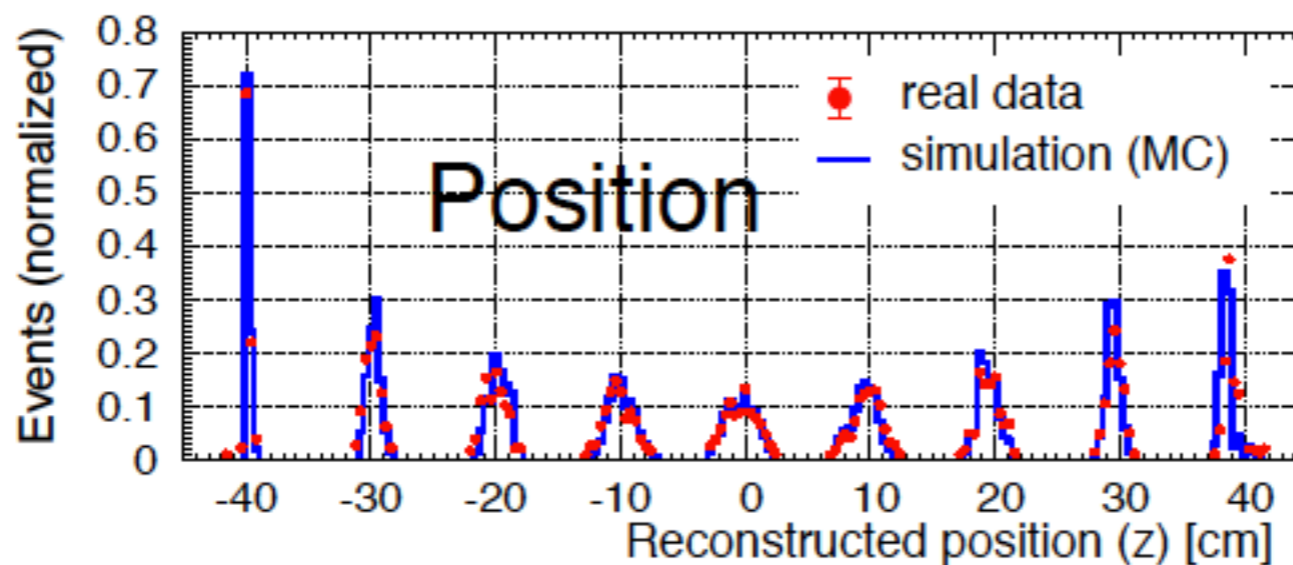 Events (normalized)
0.8
0.7
0.6
0.5
0.4
0.3
0.2
0.1
0
real data
simulation (MC)
Position
-40 -30 -20 -10 0 10 20 30 40
Reconstructed position (z) [cm]